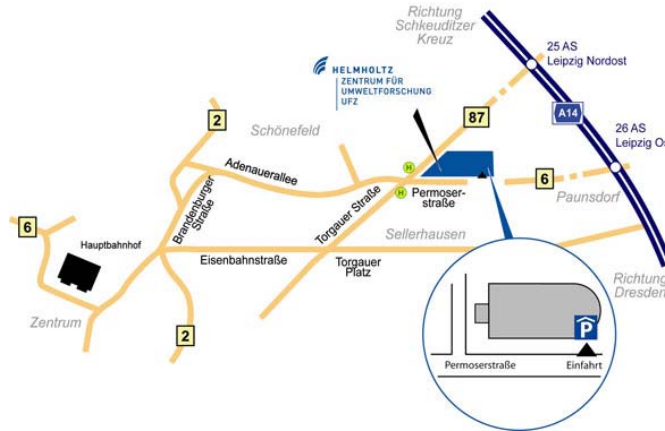 Richtung
Schkeuditzer
Kreuz
25 AS
Leipzig Nordost
HELMHOLTZ
ZENTRUM FÜR
UMWELTFORSCHUNG
UFZ
A14
2
87
Schönefeld
26 AS
Leipzig Os
H
Adenauerallee
6
H
Permoser-
straße
Paunsdorf
Brandenburger
Straße
Torgauer Straße
6
Hauptbahnhof
Sellerhausen
Eisenbahnstraße
Torgauer
Platz
Richtung
Dresden
Zentrum
2
P
Permoserstraße
Einfahrt